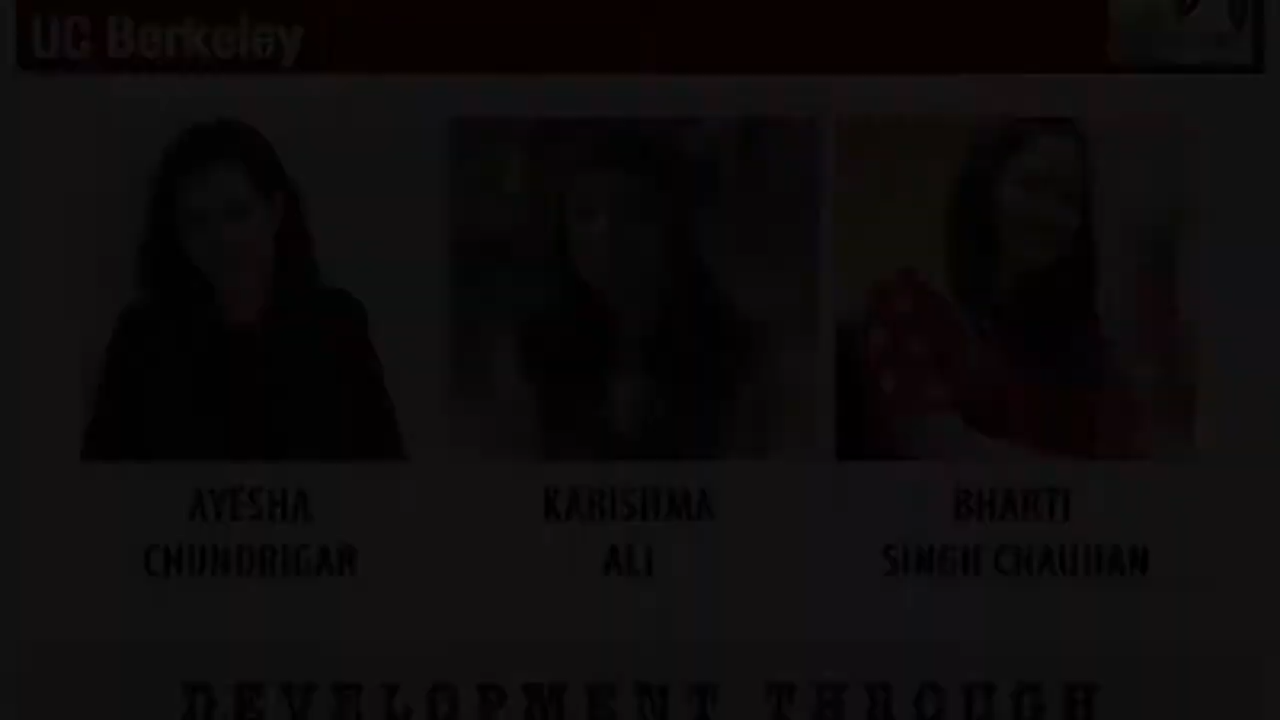 UC Berkeley
AYESHA
CHUNDRIGAR
KARISHMA
ALI
BHARTI
SINGH CHAUHAN
DEVELOPMENT THROUGH